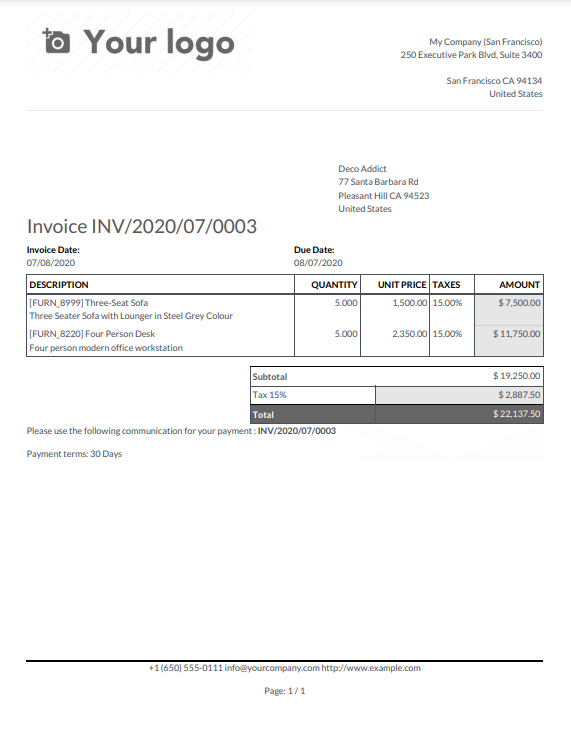 Your logo
My Company (San Francisco)
250 Executive Park Blvd, Suite 3400
San Francisco CA 94134
United States
Deco Addict
77 Santa Barbara Rd
Pleasant Hill CA 94523
United States
Invoice INV/2020/07/0003
Invoice Date: Due Date:
07/08/2020 08/07/2020
DESCRIPTION QUANTITY UNIT PRICE TAXES AMOUNT
[FURN_8999] Three-Seat Sofa 5.000 1,500.00 15.00% $ 7,500.00
Three Seater Sofa with Lounger in Steel Grey Colour
[FURN_8220] Four Person Desk 5.000 2,350.00 15.00% $ 11,750.00
Four person modern office workstation
Subtotal $ 19,250.00
Tax 15% $ 2,887.50
Total $ 22,137.50
Please use the following communication for your payment : INV/2020/07/0003
Payment terms: 30 Days
+1 (650) 555-0111 info@yourcompany.com http://www.example.com
Page: 1 / 1